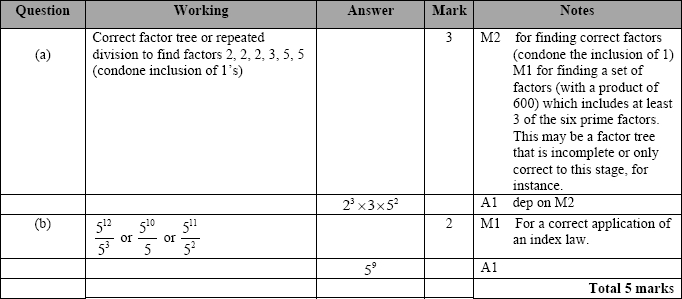 Question Working Answer Mark Notes
(a) Correct factor tree or repeated division to find factors 2, 2, 2, 3, 5, 5 (condone inclusion of 1’s) 3 M2 for finding correct factors
(condone the inclusion of 1)
M1 for finding a set of
factors (with a product of
600) which includes at least
3 of the six prime factors.
This may be a factor tree
that is incomplete or only
correct to this stage, for
instance.
2³ ×3×5² A1 dep on M2
(b) 5¹²/5³ or 5¹⁰/5 or 5¹¹/5² 2 M1 For a correct application of
an index law.
5⁹ A1
Total 5 marks